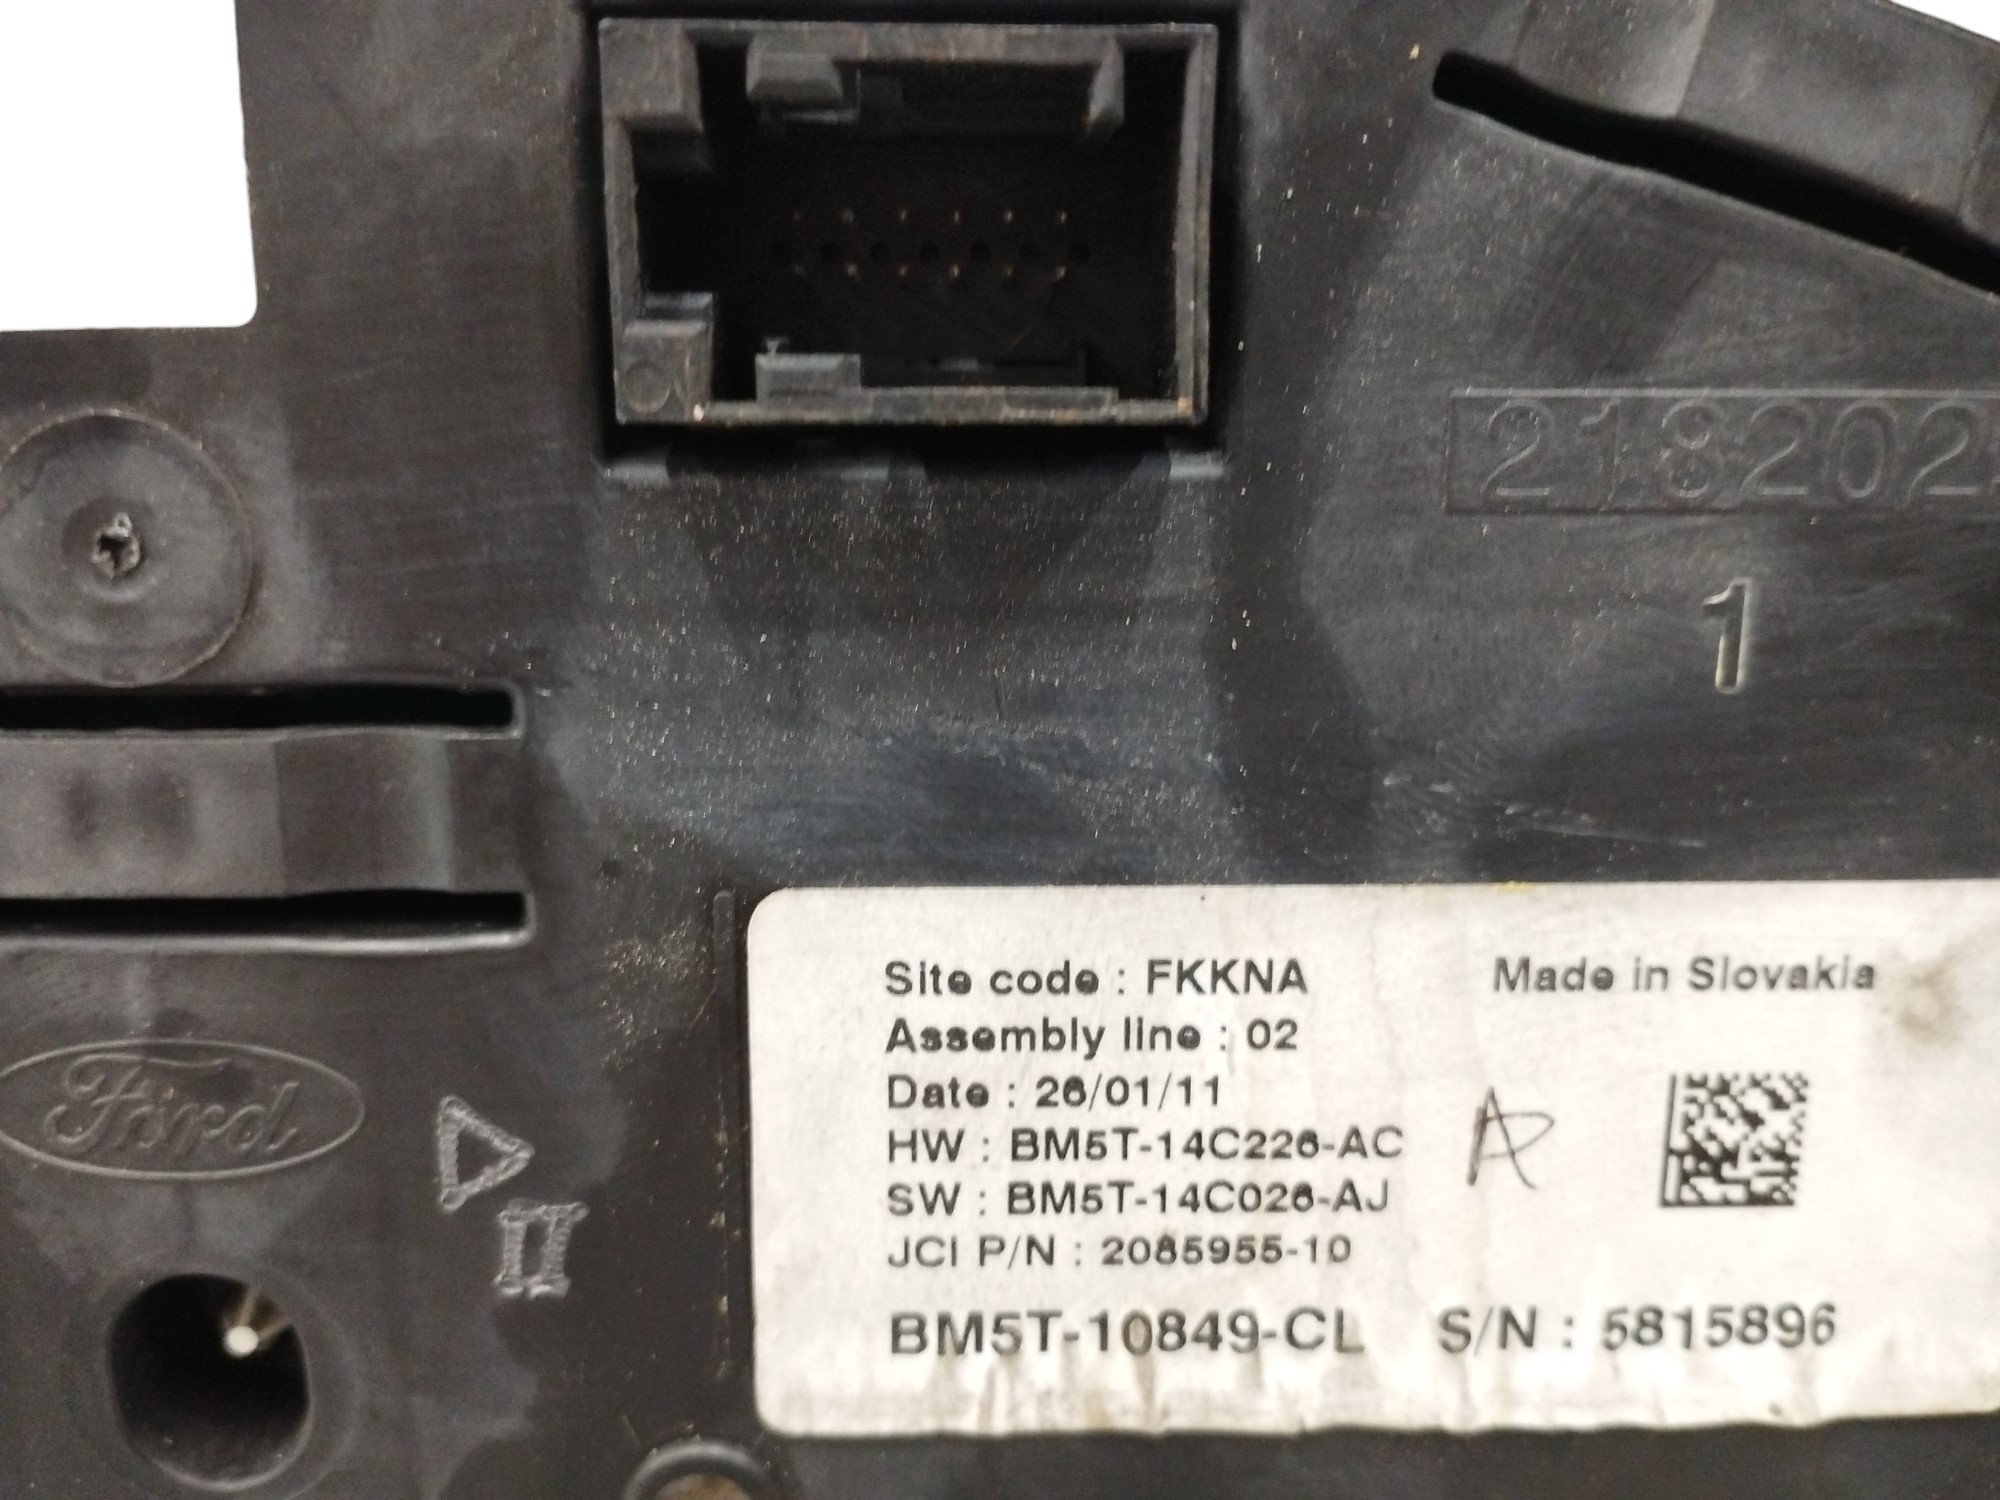 218202
1
Site code : FKKNA
Made in Slovakia
Assembly line : 02
Date : 26/01/11
HW : BM5T-14C226-AC
A
SW : BM5T-14C026-AJ
JCI P/N : 2085955-10
BM5T-10849-CL S/N : 5815896
Ford